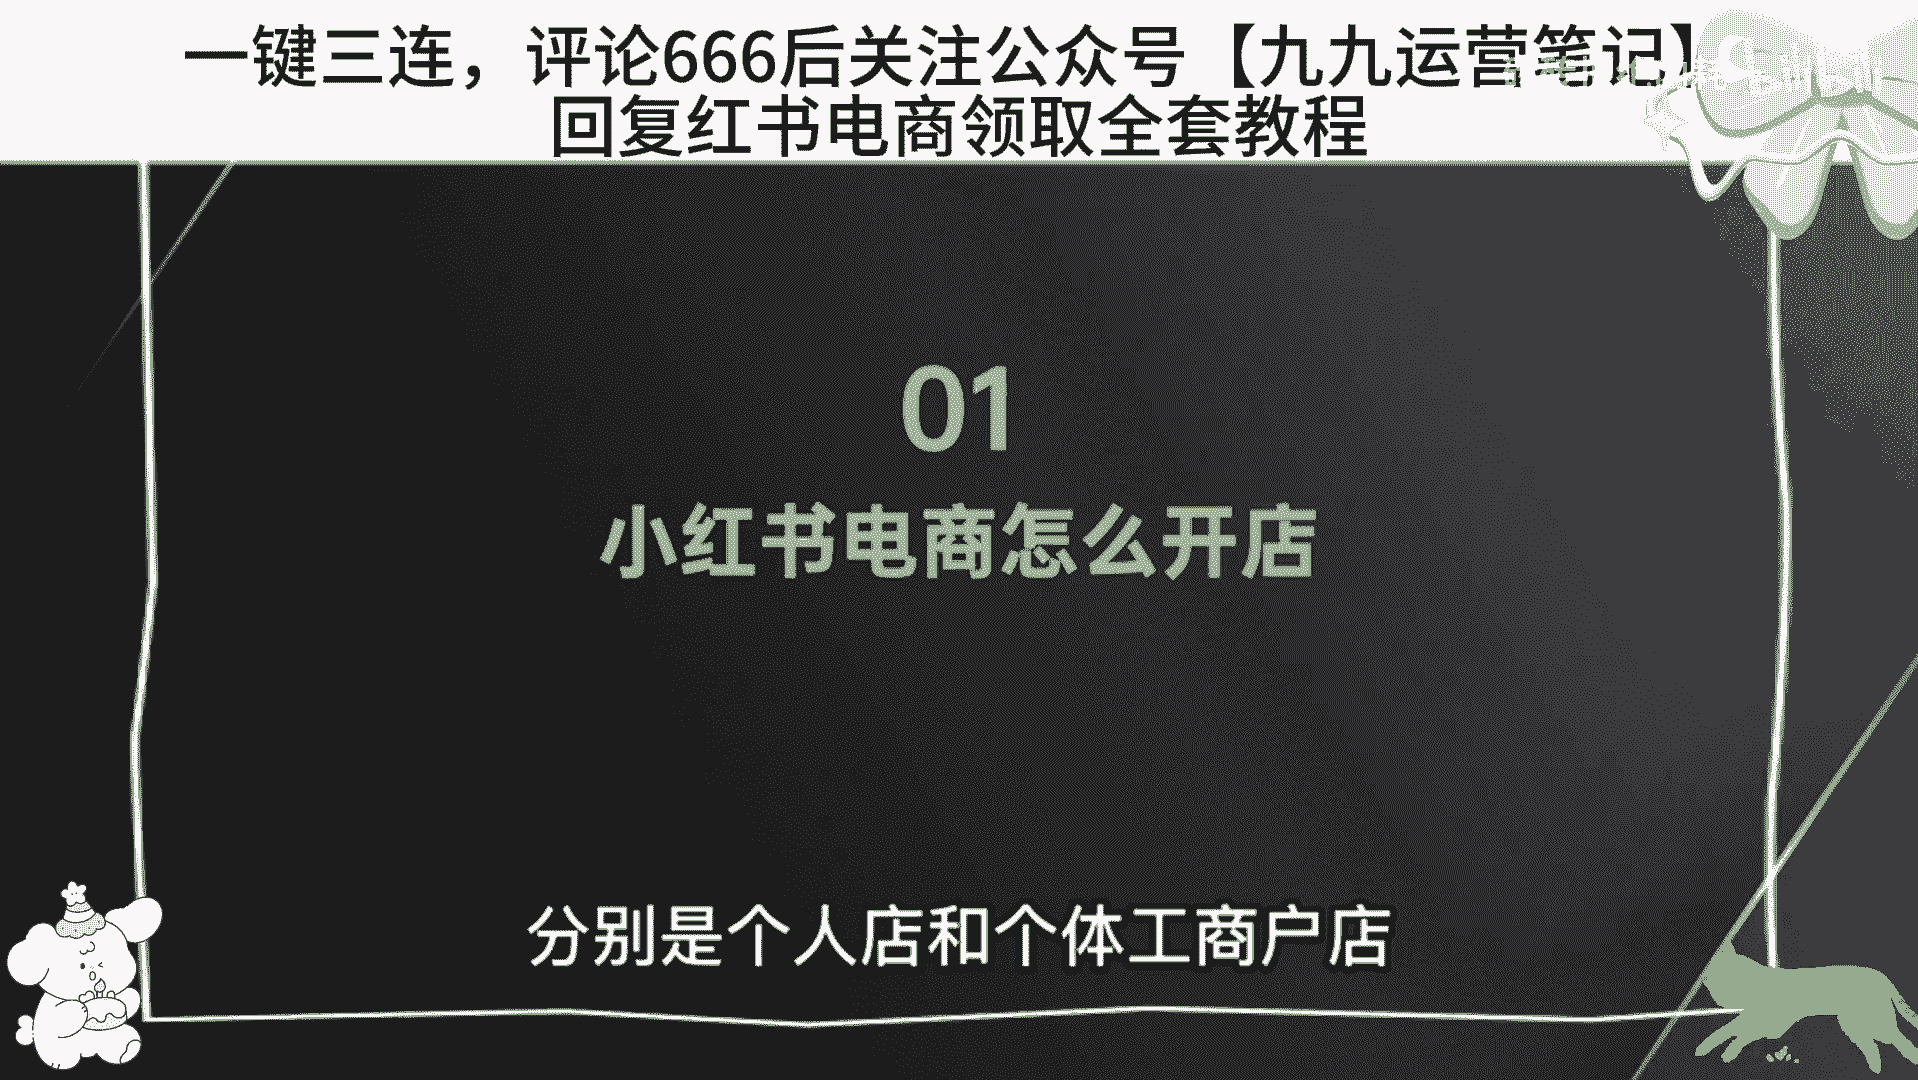 一键三连，评论666后关注公众号【九九运营笔记】
回复红书电商领取全套教程
01
小红书电商怎么开店
分别是个人店和个体工商户店